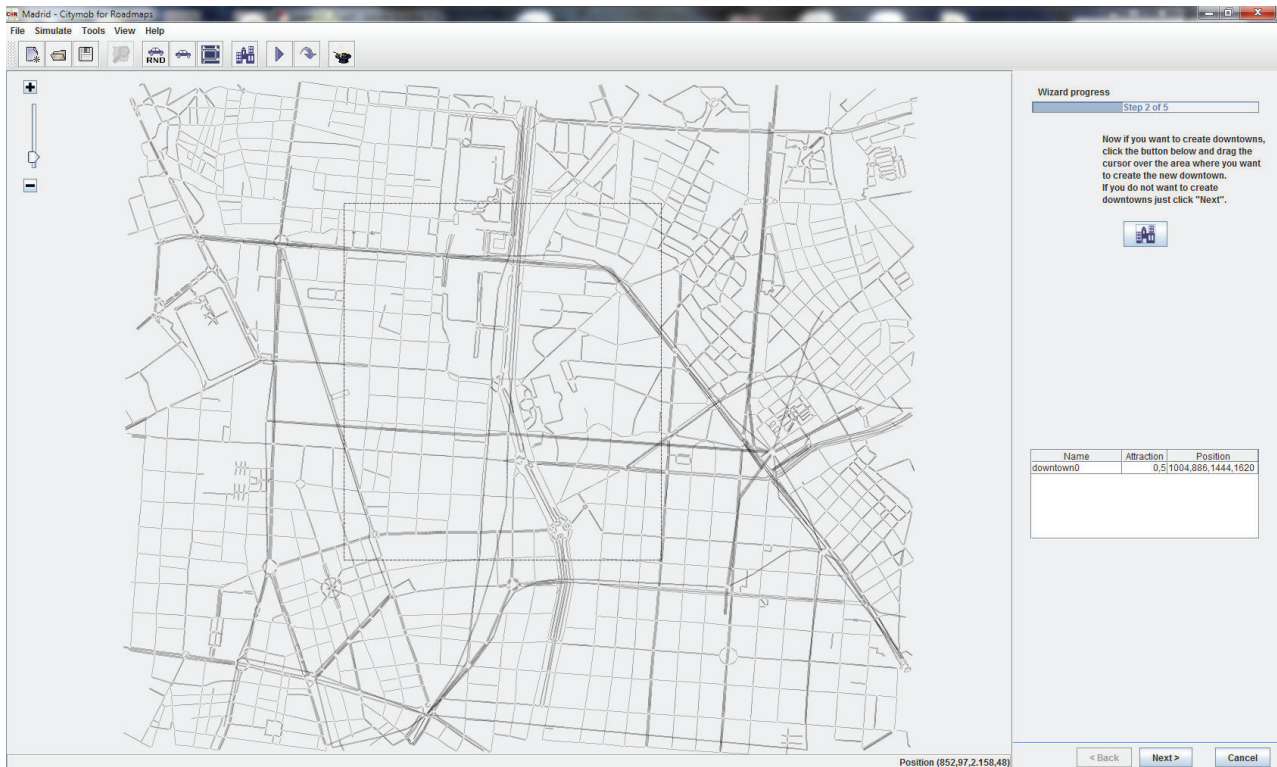 C4R Madrid - Citymob for Roadmaps
File Simulate Tools View Help
RND
Wizard progress
Step 2 of 5
Now if you want to create downtowns,
click the button below and drag the
cursor over the area where you want
to create the new downtown.
If you do not want to create
downtowns just click "Next".
Name Attraction Position
downtown0 0,5 1004,886,1444,1620
Position (852,97,2.158,48)
< Back Next > Cancel